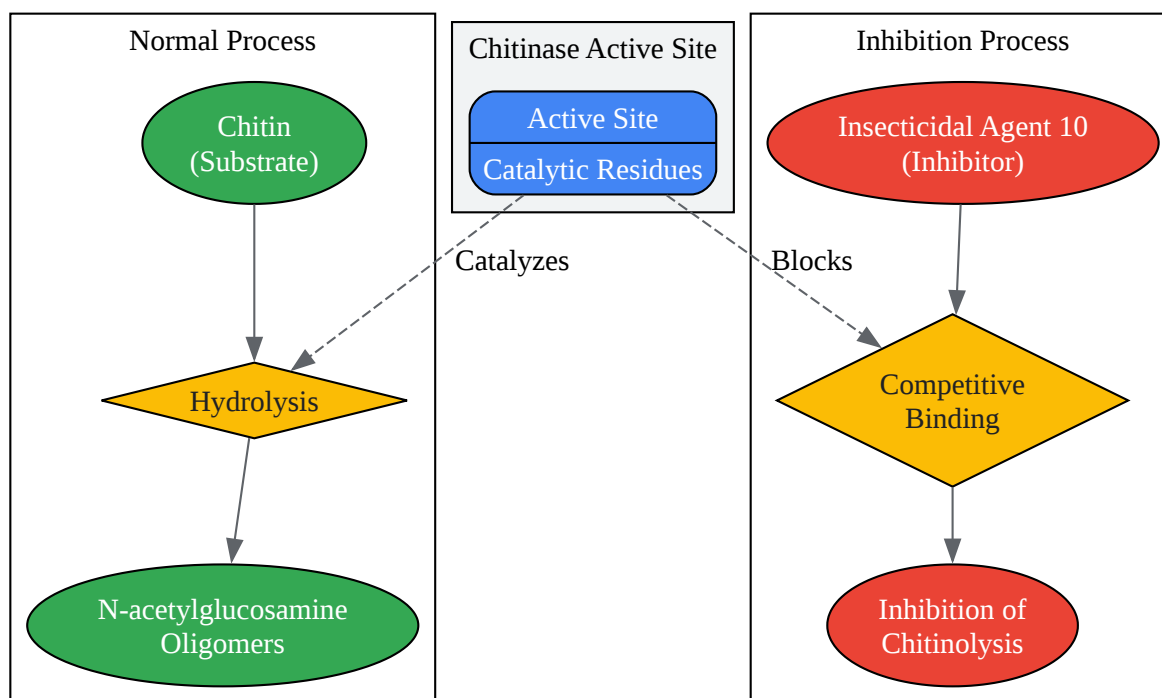 Normal Process
Chitin
(Substrate)
Hydrolysis
N-acetylglucosamine
Oligomers
Chitinase Active Site
Active Site
Catalytic Residues
Catalyzes
Blocks
Inhibition Process
Insecticidal Agent 10
(Inhibitor)
Competitive
Binding
Inhibition of
Chitinolysis